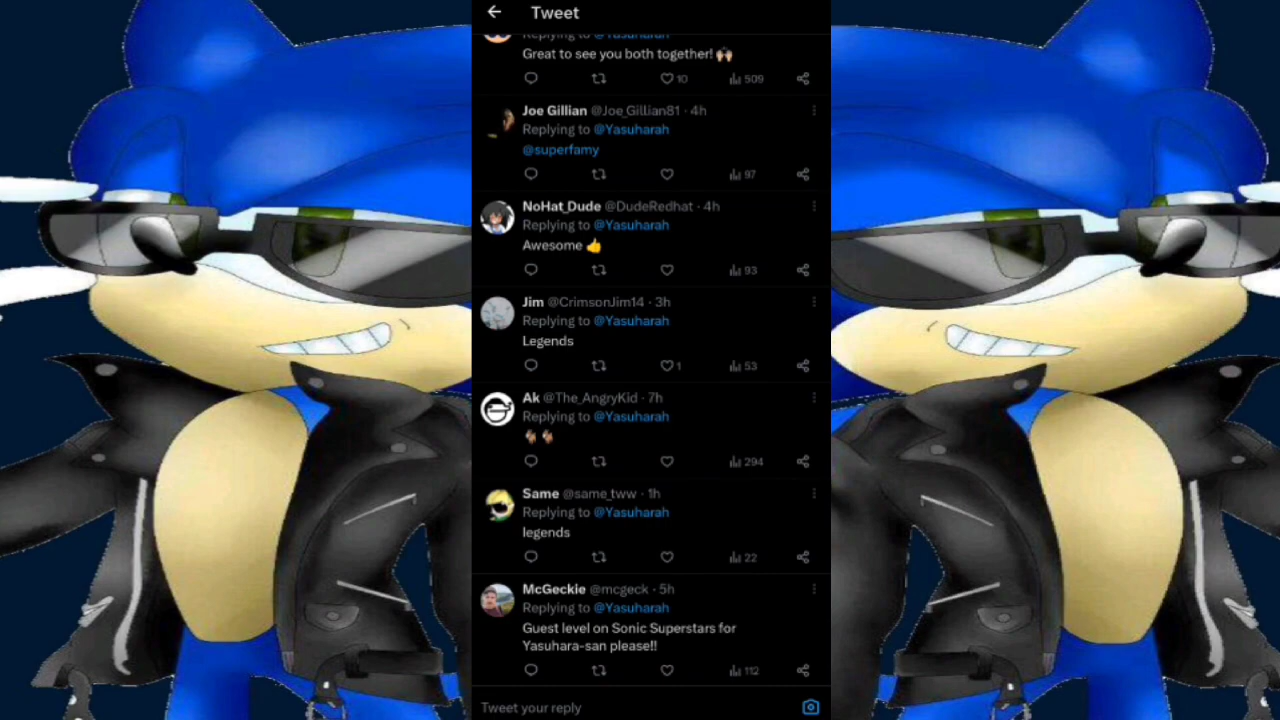 Tweet
Replying to @Yasuharah
Great to see you both together! 🙌🏼
10 509
Joe Gillian @Joe_Gillian81 · 4h
Replying to @Yasuharah
@superfamy
97
NoHat_Dude @DudeRedhat · 4h
Replying to @Yasuharah
Awesome 👍
93
Jim @CrimsonJim14 · 3h
Replying to @Yasuharah
Legends
1 53
Ak @The_AngryKid · 7h
Replying to @Yasuharah
294
Same @same_tww · 1h
Replying to @Yasuharah
legends
22
McGeckie @mcgeck · 5h
Replying to @Yasuharah
Guest level on Sonic Superstars for
Yasuhara-san please!!
112
Tweet your reply